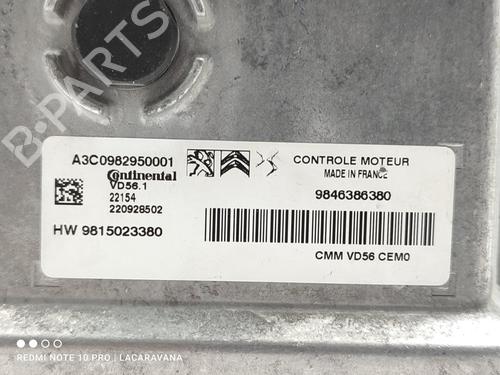 A3C0982950001
Continental
VD56.1
22154
220928502
HW 9815023380
CONTROLE MOTEUR
MADE IN FRANCE
9846386380
CMM VD56 CEM0
B-PARTS
REDMI NOTE 10 PRO | LACARAVANA